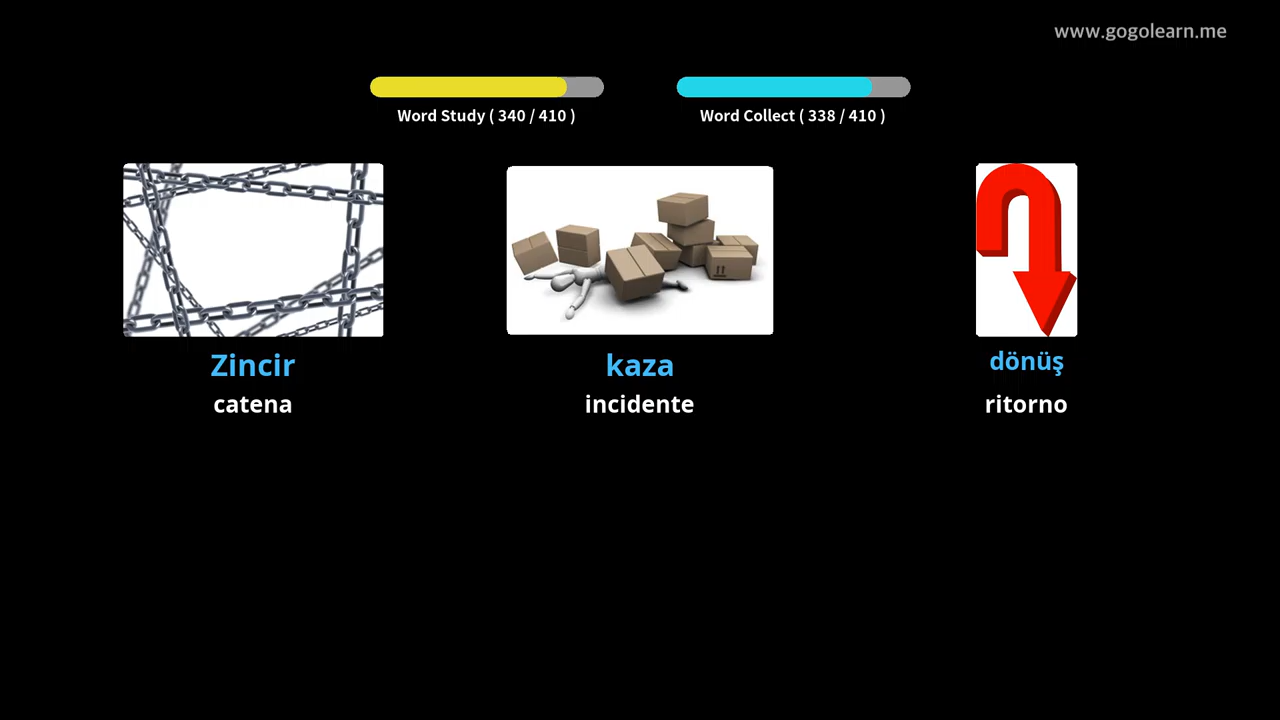 www.gogolearn.me
Word Study ( 340 / 410 )
Word Collect ( 338 / 410 )
Zincir
catena
kaza
incidente
dönüş
ritorno